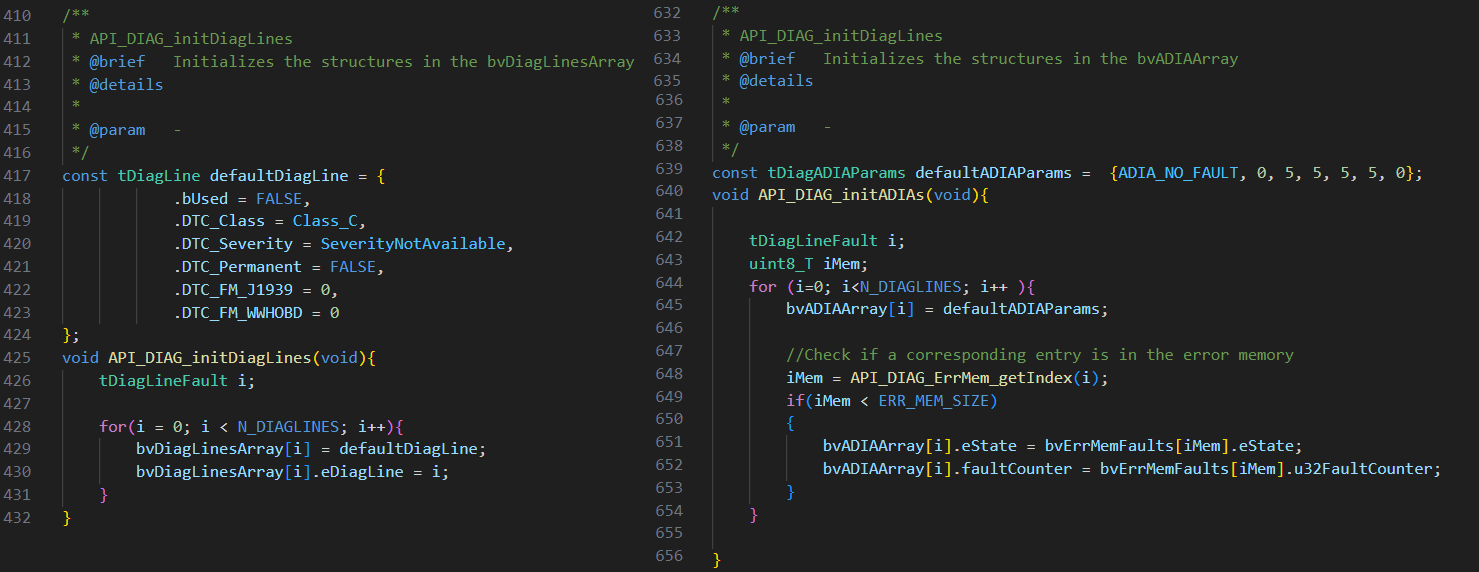 410 /**
411  * API_DIAG_initDiagLines
412  * @brief   Initializes the structures in the bvDiagLinesArray
413  * @details
414  *
415  * @param   -
416  */
417 const tDiagLine defaultDiagLine = {
418             .bUsed = FALSE,
419             .DTC_Class = Class_C,
420             .DTC_Severity = SeverityNotAvailable,
421             .DTC_Permanent = FALSE,
422             .DTC_FM_J1939 = 0,
423             .DTC_FM_WWHOBD = 0
424 };
425 void API_DIAG_initDiagLines(void){
426     tDiagLineFault i;
427
428     for(i = 0; i < N_DIAGLINES; i++){
429         bvDiagLinesArray[i] = defaultDiagLine;
430         bvDiagLinesArray[i].eDiagLine = i;
431     }
432 }
632 /**
633  * API_DIAG_initDiagLines
634  * @brief   Initializes the structures in the bvADIAArray
635  * @details
636  *
637  * @param   -
638  */
639 const tDiagADIAParams defaultADIAParams =  {ADIA_NO_FAULT, 0, 5, 5, 5, 5, 0};
640 void API_DIAG_initADIAs(void){
641
642     tDiagLineFault i;
643     uint8_T iMem;
644     for (i=0; i<N_DIAGLINES; i++ ){
645         bvADIAArray[i] = defaultADIAParams;
646
647         //Check if a corresponding entry is in the error memory
648         iMem = API_DIAG_ErrMem_getIndex(i);
649         if(iMem < ERR_MEM_SIZE)
650         {
651             bvADIAArray[i].eState = bvErrMemFaults[iMem].eState;
652             bvADIAArray[i].faultCounter = bvErrMemFaults[iMem].u32FaultCounter;
653         }
654     }
655
656 }